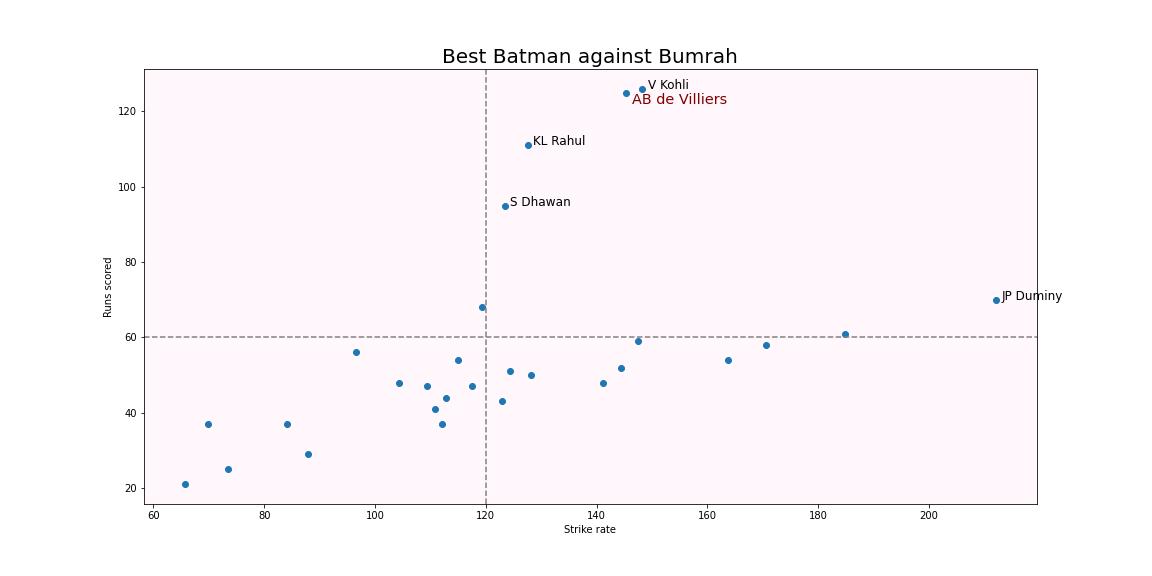 Best Batman against Bumrah
V Kohli
AB de Villiers
KL Rahul
S Dhawan
JP Duminy
Runs scored
120
100
80
60
40
20
60
80
100
120
140
160
180
200
Strike rate